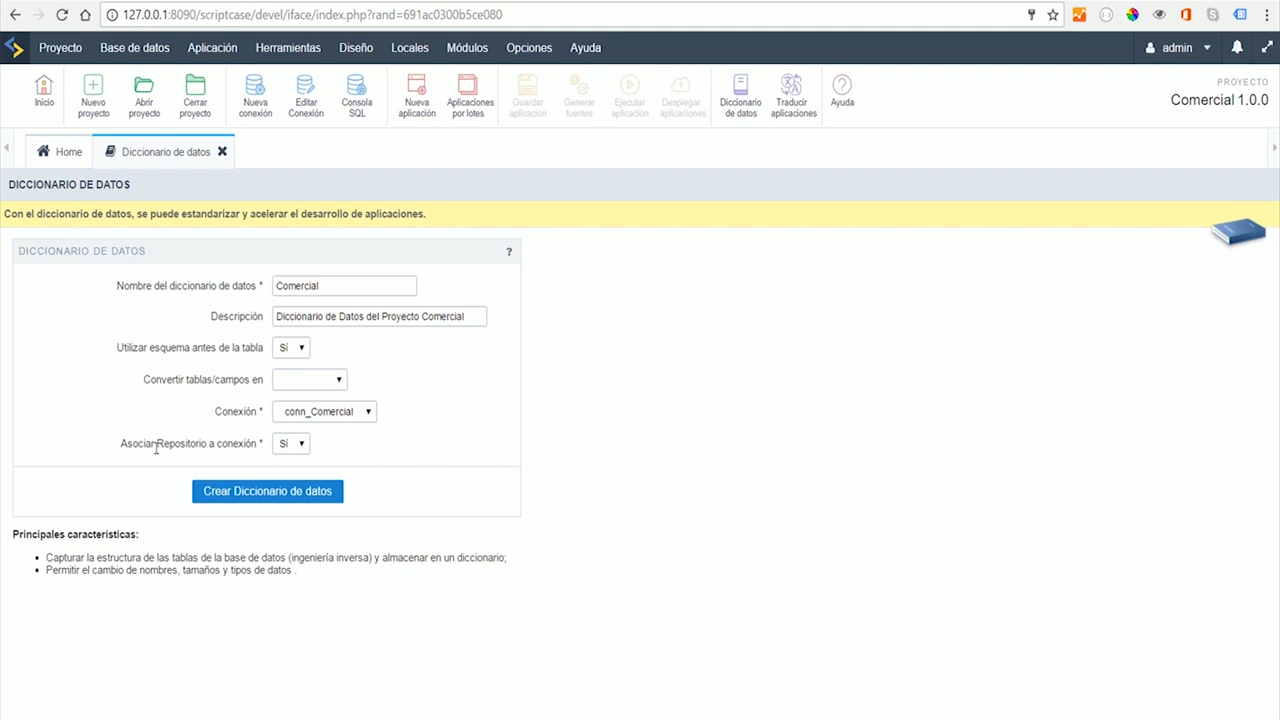 127.0.0.1:8090/scriptcase/devel/iface/index.php?rand=691ac0300b5ce080
Proyecto Base de datos Aplicación Herramientas Diseño Locales Módulos Opciones Ayuda admin
Inicio Nuevo proyecto Abrir proyecto Cerrar proyecto Nueva conexión Editar Conexión Consola SQL Nueva aplicación Aplicaciones por lotes Guardar aplicación Generar fuentes Ejecutar aplicación Desplegar aplicaciones Diccionario de datos Traducir aplicaciones Ayuda
PROYECTO
Comercial 1.0.0
Home Diccionario de datos
DICCIONARIO DE DATOS
Con el diccionario de datos, se puede estandarizar y acelerar el desarrollo de aplicaciones.
DICCIONARIO DE DATOS ?
Nombre del diccionario de datos * Comercial
Descripción Diccionario de Datos del Proyecto Comercial
Utilizar esquema antes de la tabla Sí
Convertir tablas/campos en
Conexión * conn_Comercial
Asociar Repositorio a conexión * Sí
Crear Diccionario de datos
Principales características:
• Capturar la estructura de las tablas de la base de datos (ingeniería inversa) y almacenar en un diccionario;
• Permitir el cambio de nombres, tamaños y tipos de datos .